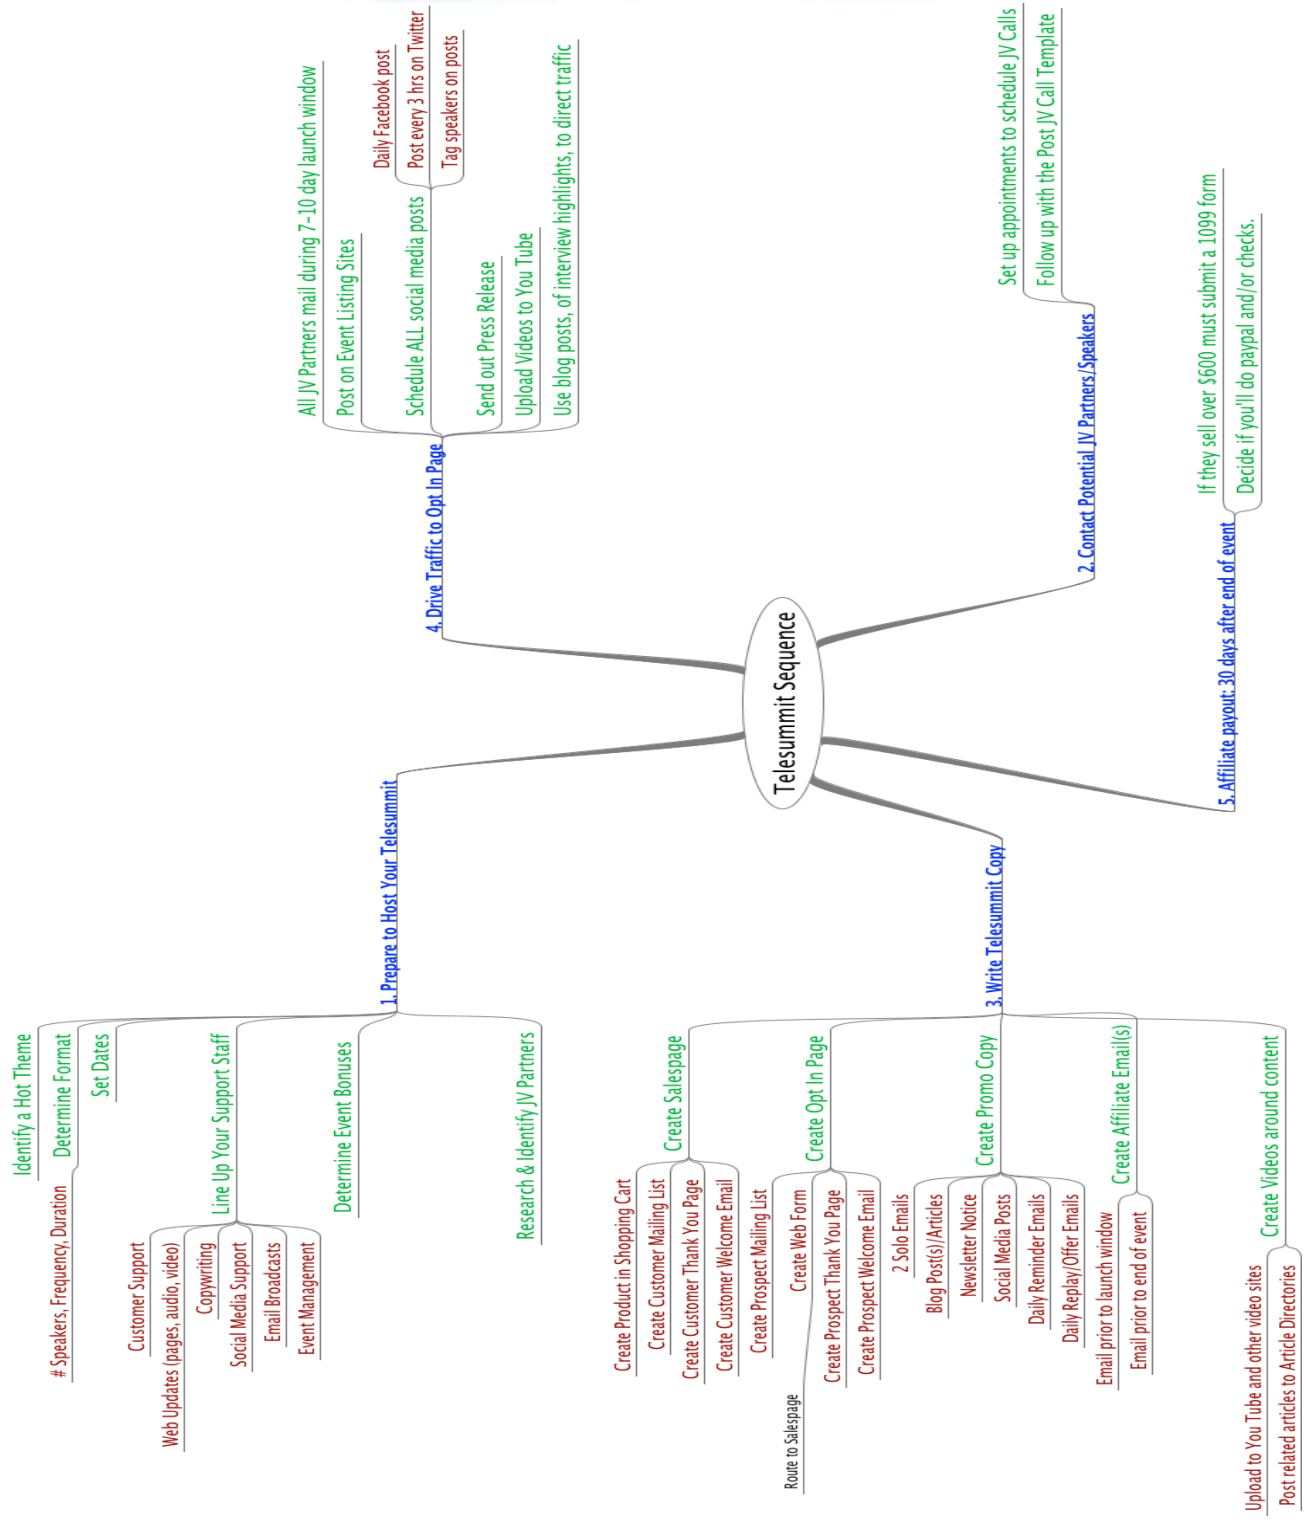 Telesummit Sequence
1. Prepare to Host Your Telesummit
Identify a Hot Theme
Determine Format
# Speakers, Frequency, Duration
Set Dates
Line Up Your Support Staff
Customer Support
Web Updates (pages, audio, video)
Copywriting
Social Media Support
Email Broadcasts
Event Management
Determine Event Bonuses
Research & Identify JV Partners
2. Contact Potential JV Partners/Speakers
Set up appointments to schedule JV Calls
Follow up with the Post JV Call Template
3. Write Telesummit Copy
Create Salespage
Create Product in Shopping Cart
Create Customer Mailing List
Create Customer Thank You Page
Create Customer Welcome Email
Create Opt In Page
Create Prospect Mailing List
Create Web Form
Route to Salespage
Create Prospect Thank You Page
Create Prospect Welcome Email
Create Promo Copy
2 Solo Emails
Blog Post(s)/Articles
Newsletter Notice
Social Media Posts
Daily Reminder Emails
Daily Replay/Offer Emails
Create Affiliate Email(s)
Email prior to launch window
Email prior to end of event
Create Videos around content
Upload to You Tube and other video sites
Post related articles to Article Directories
4. Drive Traffic to Opt In Page
All JV Partners mail during 7-10 day launch window
Post on Event Listing Sites
Schedule ALL social media posts
Daily Facebook post
Post every 3 hrs on Twitter
Tag speakers on posts
Send out Press Release
Upload Videos to You Tube
Use blog posts, of interview highlights, to direct traffic
5. Affiliate payout: 30 days after end of event
If they sell over $600 must submit a 1099 form
Decide if you'll do paypal and/or checks.